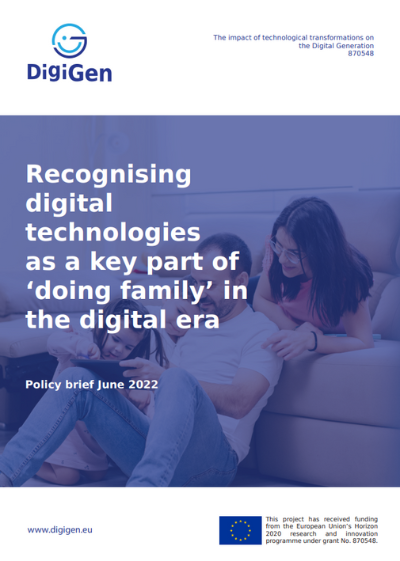 DigiGen
The impact of technological transformations on
the Digital Generation
870548
Recognising
digital
technologies
as a key part of
‘doing family’ in
the digital era
Policy brief June 2022
www.digigen.eu
This project has received funding
from the European Union's Horizon
2020 research and innovation
programme under grant No. 870548.